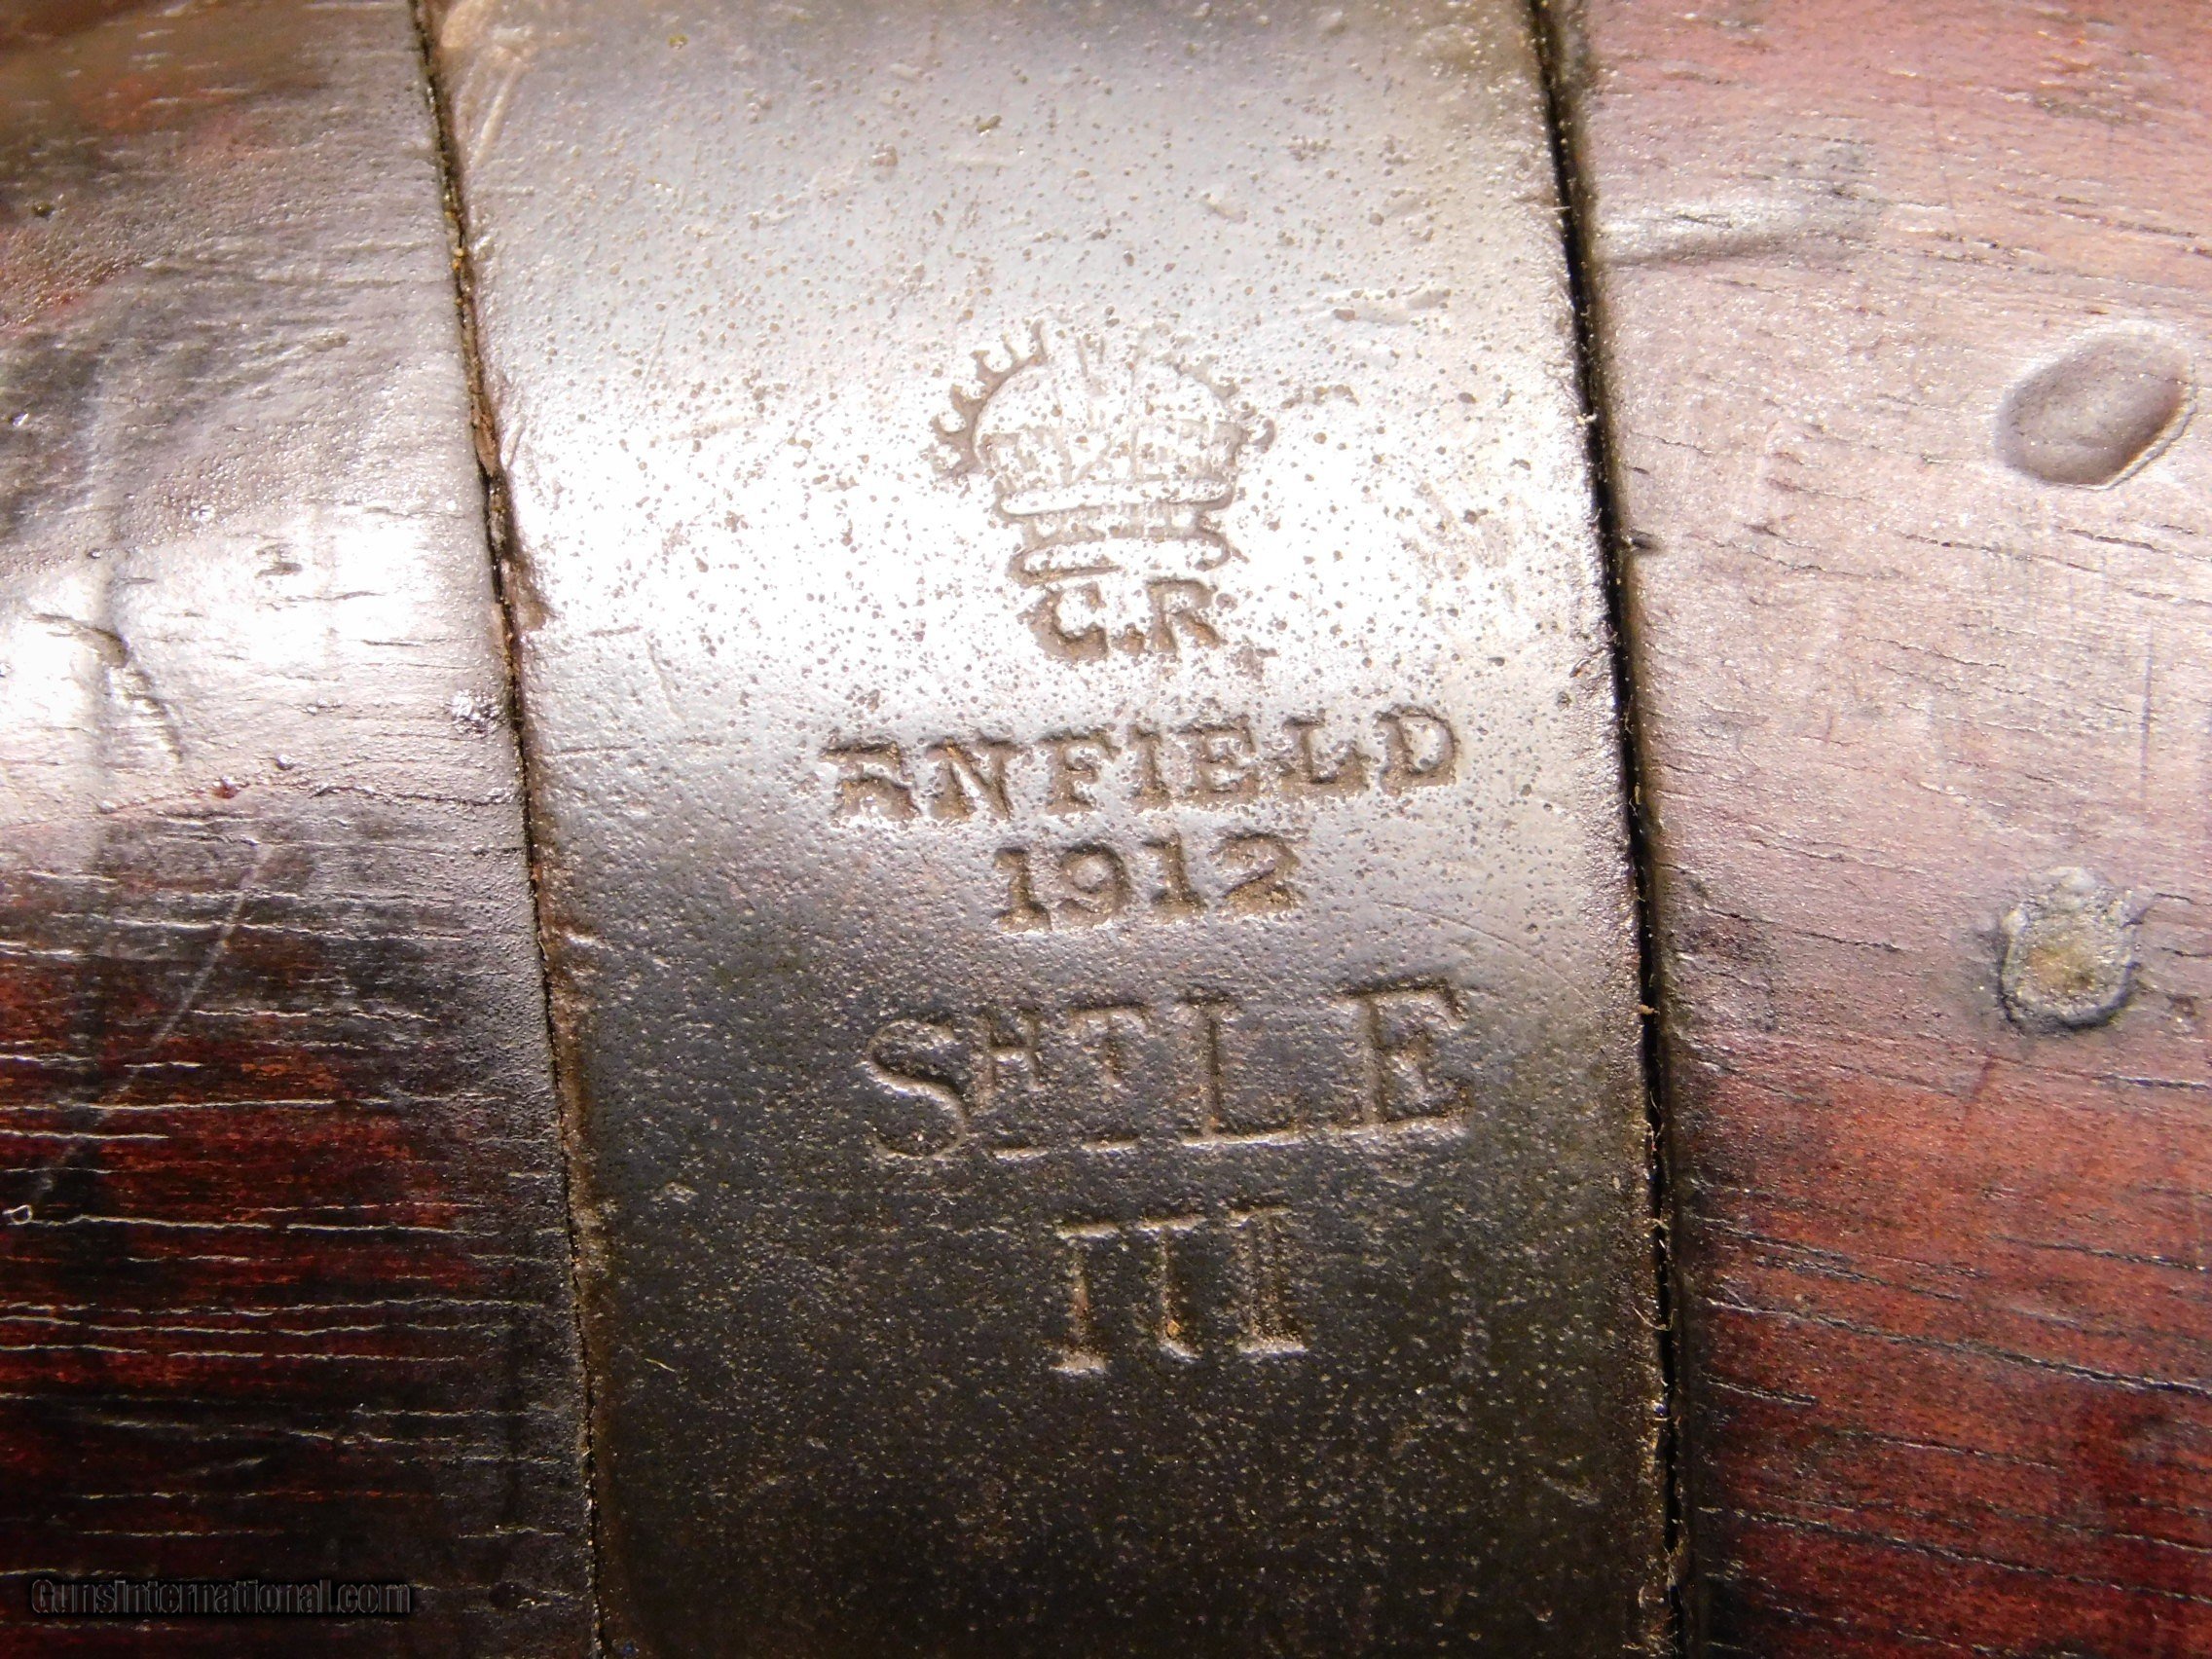 G.R
ENFIELD
1912
SHT.L.E
III
GunsInternational.com